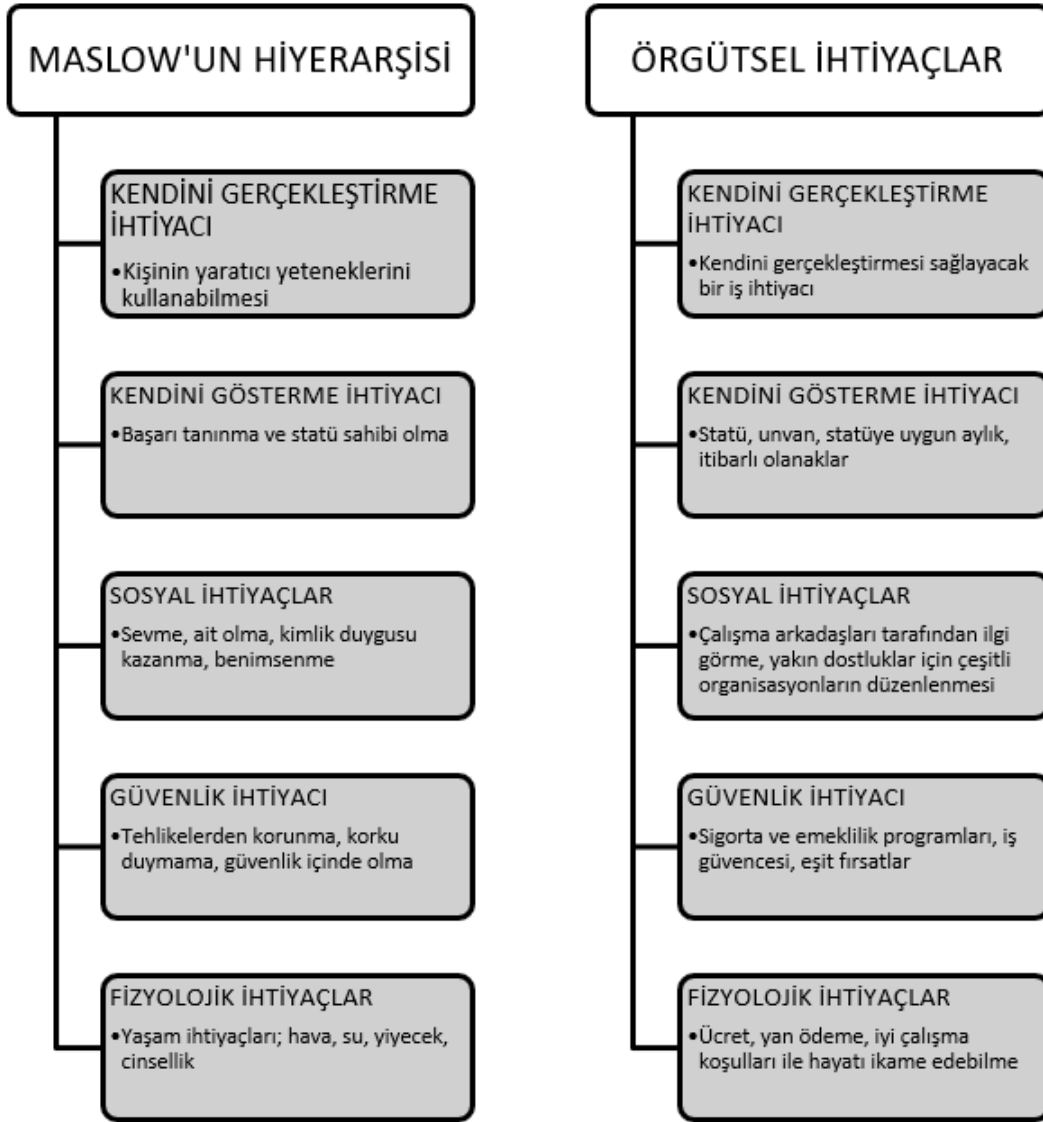 MASLOW'UN HİYERARŞİSİ
KENDİNİ GERÇEKLEŞTİRME
İHTİYACI
•Kişinin yaratıcı yeteneklerini
kullanabilmesi
KENDİNİ GÖSTERME İHTİYACI
•Başarı tanınma ve statü sahibi olma
SOSYAL İHTİYAÇLAR
•Sevme, ait olma, kimlik duygusu
kazanma, benimsenme
GÜVENLİK İHTİYACI
•Tehlikelerden korunma, korku
duymama, güvenlik içinde olma
FİZYOLOJİK İHTİYAÇLAR
•Yaşam ihtiyaçları; hava, su, yiyecek,
cinsellik
ÖRGÜTSEL İHTİYAÇLAR
KENDİNİ GERÇEKLEŞTİRME
İHTİYACI
•Kendini gerçekleştirmesi sağlayacak
bir iş ihtiyacı
KENDİNİ GÖSTERME İHTİYACI
•Statü, unvan, statüye uygun aylık,
itibarlı olanaklar
SOSYAL İHTİYAÇLAR
•Çalışma arkadaşları tarafından ilgi
görme, yakın dostluklar için çeşitli
organisasyonların düzenlenmesi
GÜVENLİK İHTİYACI
•Sigorta ve emeklilik programları, iş
güvencesi, eşit fırsatlar
FİZYOLOJİK İHTİYAÇLAR
•Ücret, yan ödeme, iyi çalışma
koşulları ile hayatı ikame edebilme